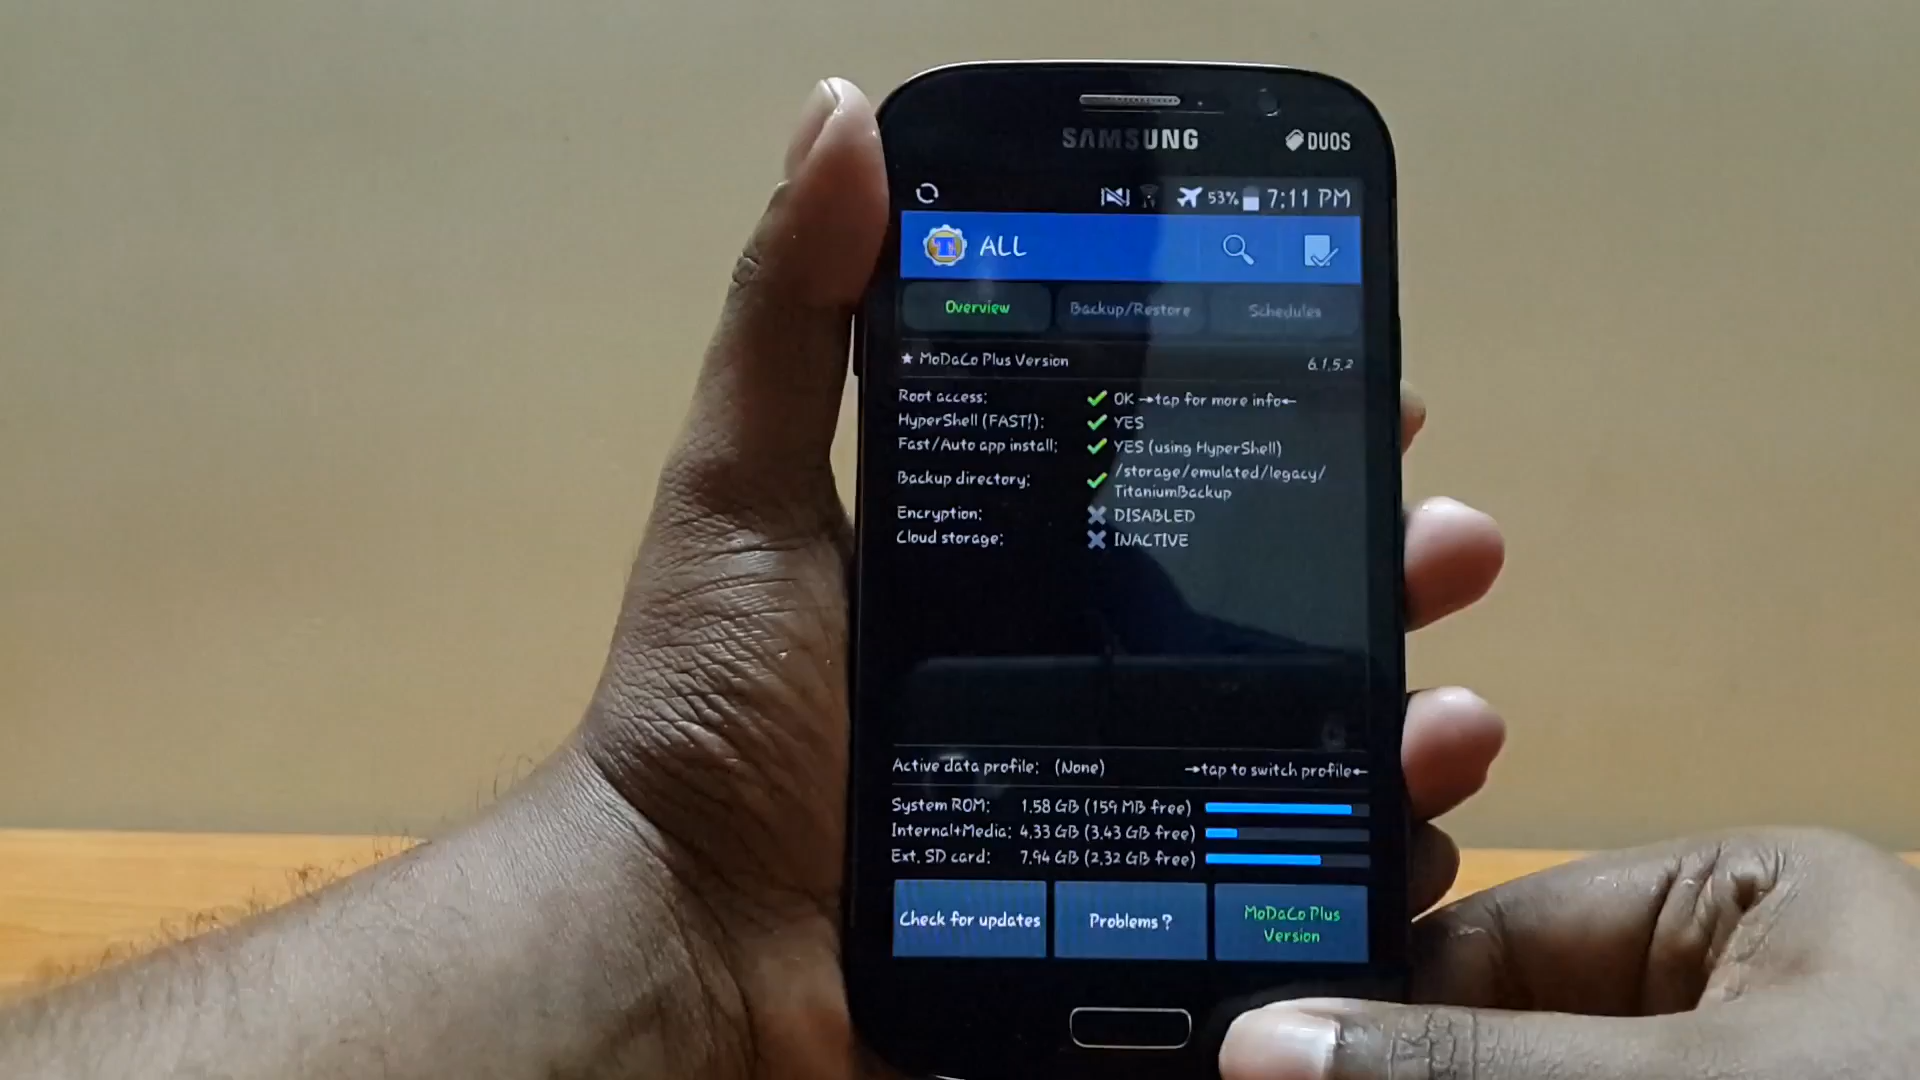 SAMSUNG
DUOS
53% 7:11 PM
ALL
Overview Backup/Restore Schedules
★ MoDaCo Plus Version 6.1.5.2
Root access: OK →tap for more info←
HyperShell (FAST!): YES
Fast/Auto app install: YES (using HyperShell)
Backup directory: /storage/emulated/legacy/
TitaniumBackup
Encryption: DISABLED
Cloud storage: INACTIVE
Active data profile: (None) →tap to switch profile←
System ROM: 1.58 GB (159 MB free)
Internal+Media: 4.33 GB (3.43 GB free)
Ext. SD card: 7.94 GB (2.32 GB free)
Check for updates Problems ? MoDaCo Plus
Version